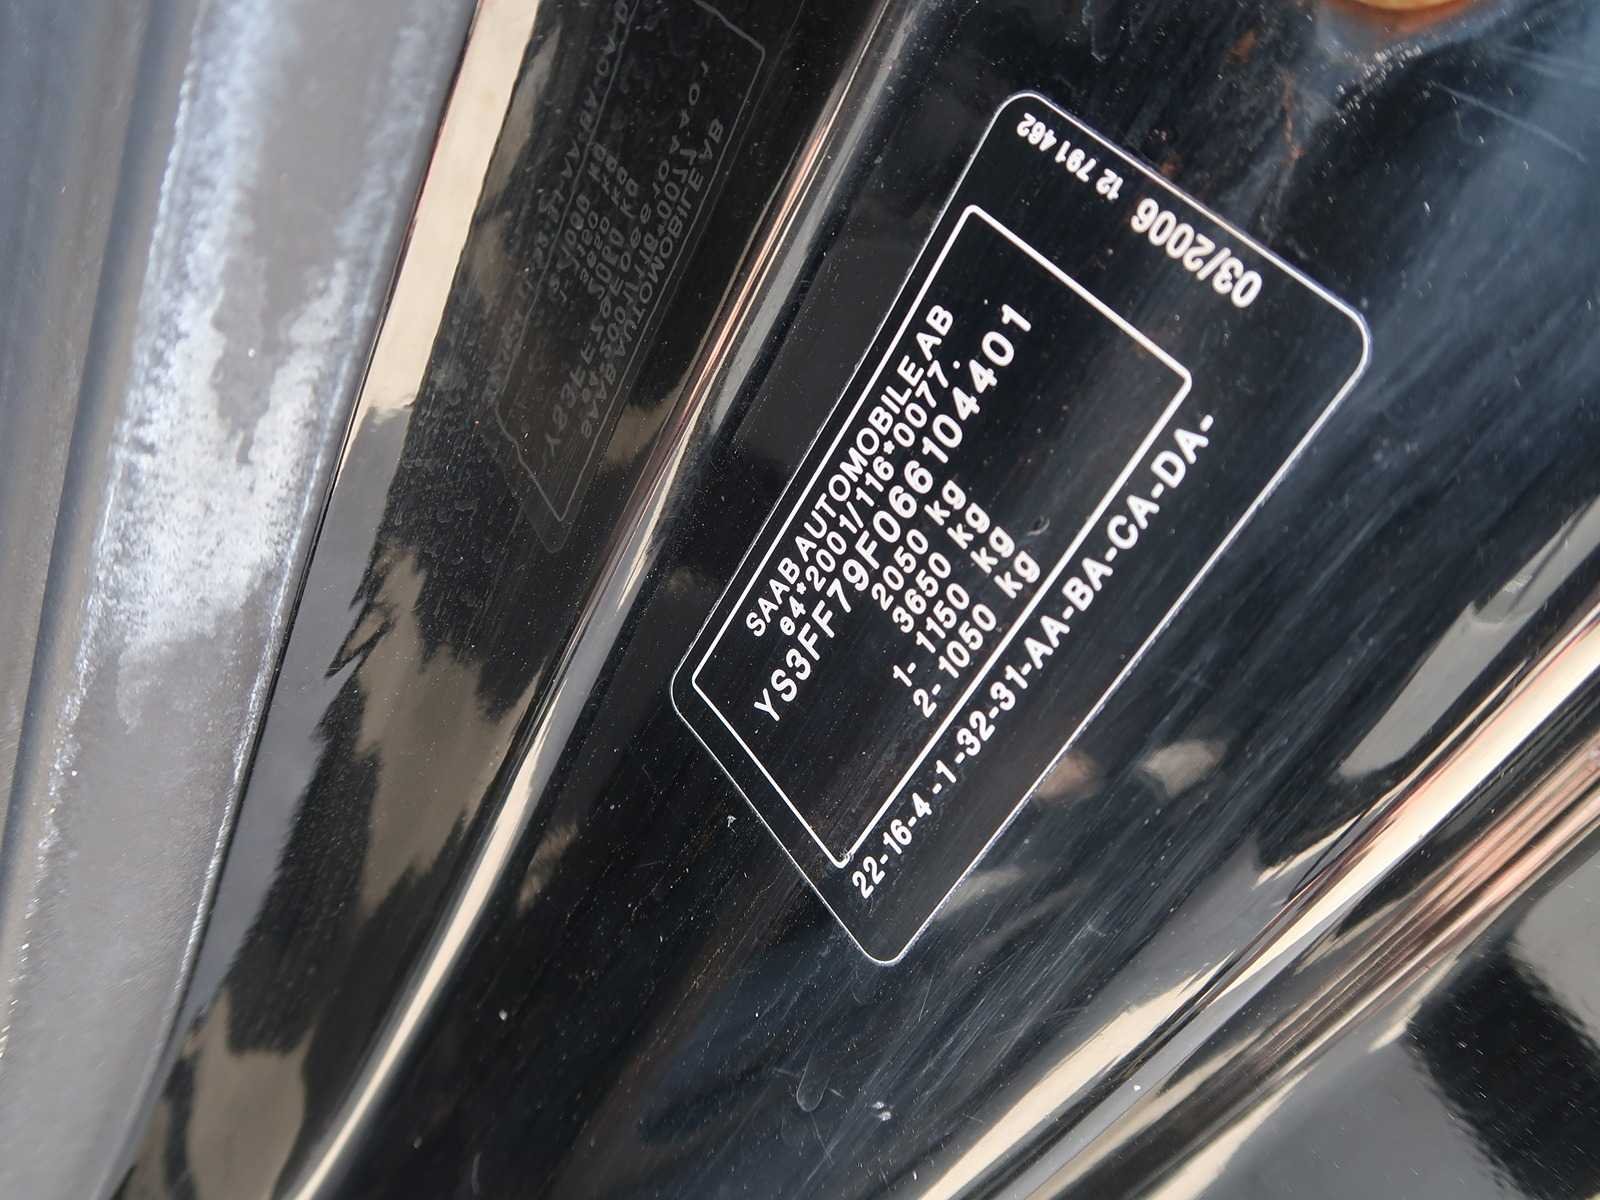 SAAB AUTOMOBILE AB
e4*2001/116*0077.
YS3FF79F066104401
2050 kg
3650 kg
1- 1150 kg
2- 1050 kg
22-16-4-1-32-31-AA-BA-CA-DA-
03/2006 12 791 462